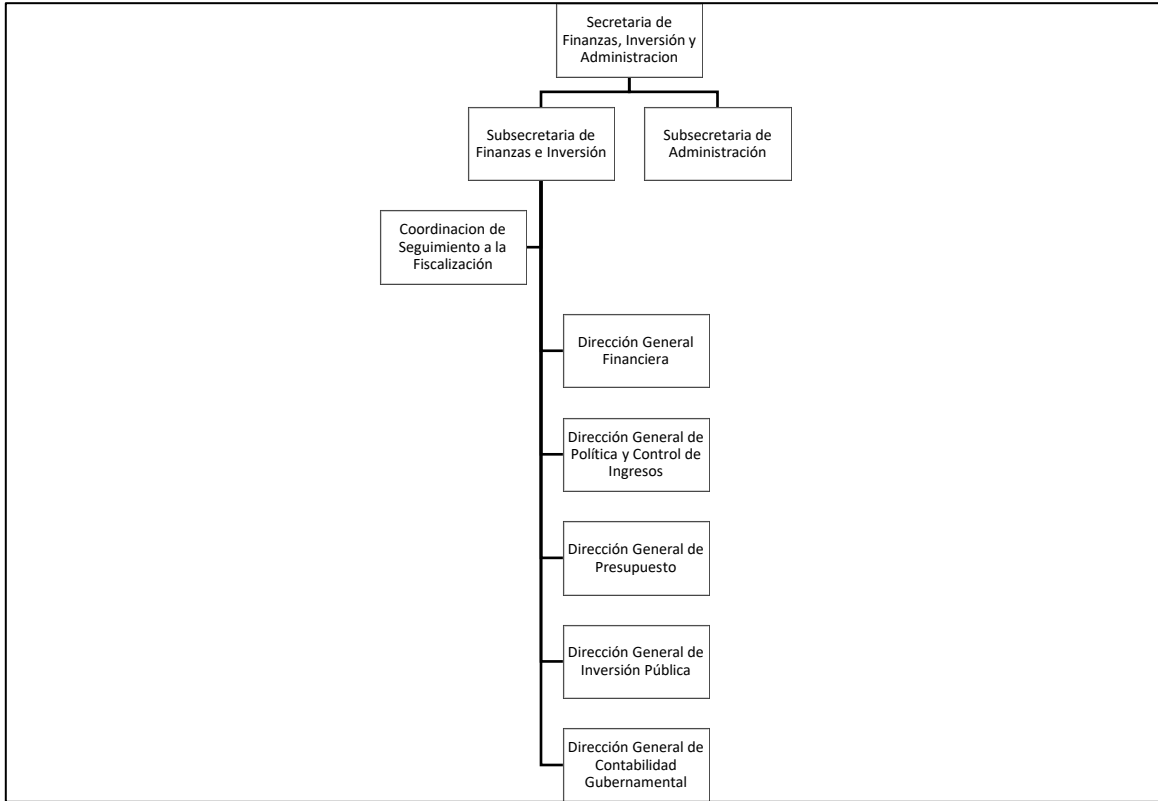 Secretaria de
Finanzas, Inversión y
Administracion
Subsecretaria de
Finanzas e Inversión
Subsecretaria de
Administración
Coordinacion de
Seguimiento a la
Fiscalización
Dirección General
Financiera
Dirección General de
Política y Control de
Ingresos
Dirección General de
Presupuesto
Dirección General de
Inversión Pública
Dirección General de
Contabilidad
Gubernamental